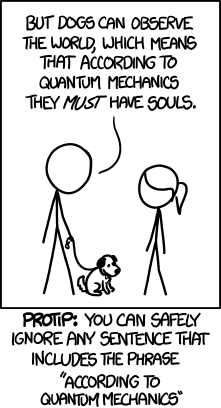 BUT DOGS CAN OBSERVE
THE WORLD, WHICH MEANS
THAT ACCORDING TO
QUANTUM MECHANICS
THEY MUST HAVE SOULS.
PROTIP: YOU CAN SAFELY
IGNORE ANY SENTENCE THAT
INCLUDES THE PHRASE
"ACCORDING TO
QUANTUM MECHANICS"